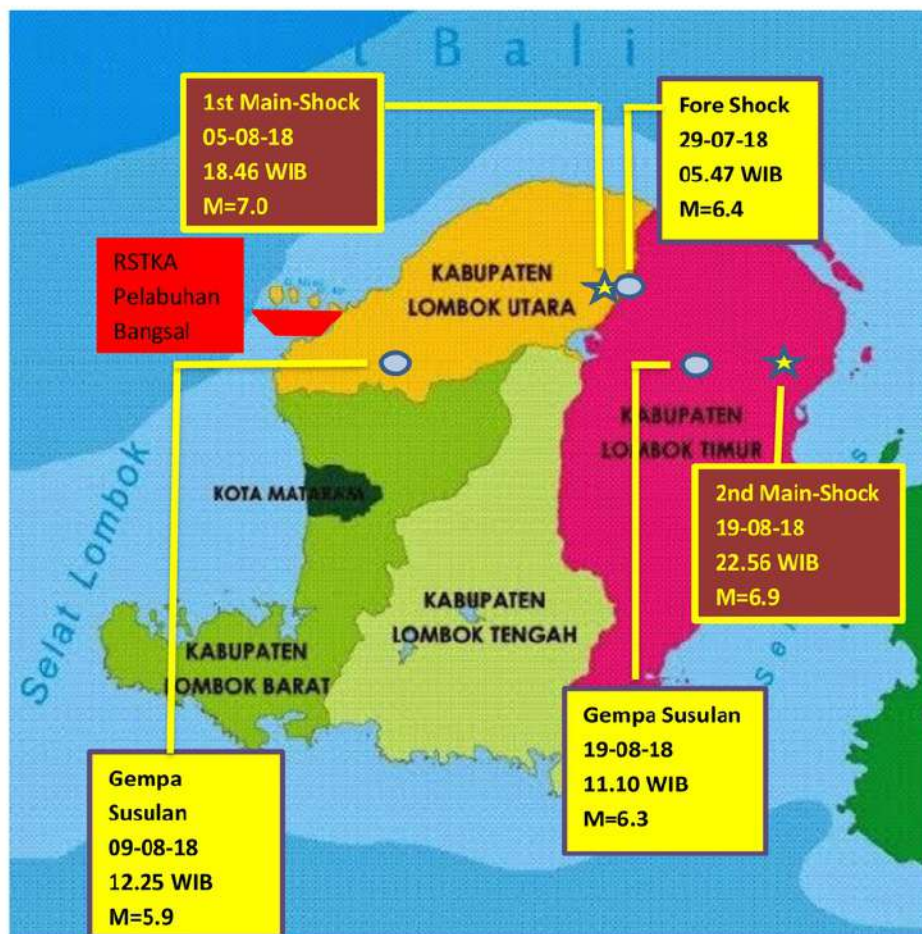 t B a l i
1st Main-Shock
05-08-18
18.46 WIB
M=7.0
Fore Shock
29-07-18
05.47 WIB
M=6.4
RSTKA
Pelabuhan
Bangsal
KABUPATEN
LOMBOK UTARA
KABUPATEN
LOMBOK TIMUR
KOTA MATARAM
Selat Lombok
2nd Main-Shock
19-08-18
22.56 WIB
M=6.9
KABUPATEN
LOMBOK TENGAH
KABUPATEN
LOMBOK BARAT
S e l
s
Gempa Susulan
19-08-18
11.10 WIB
M=6.3
Gempa
Susulan
09-08-18
12.25 WIB
M=5.9